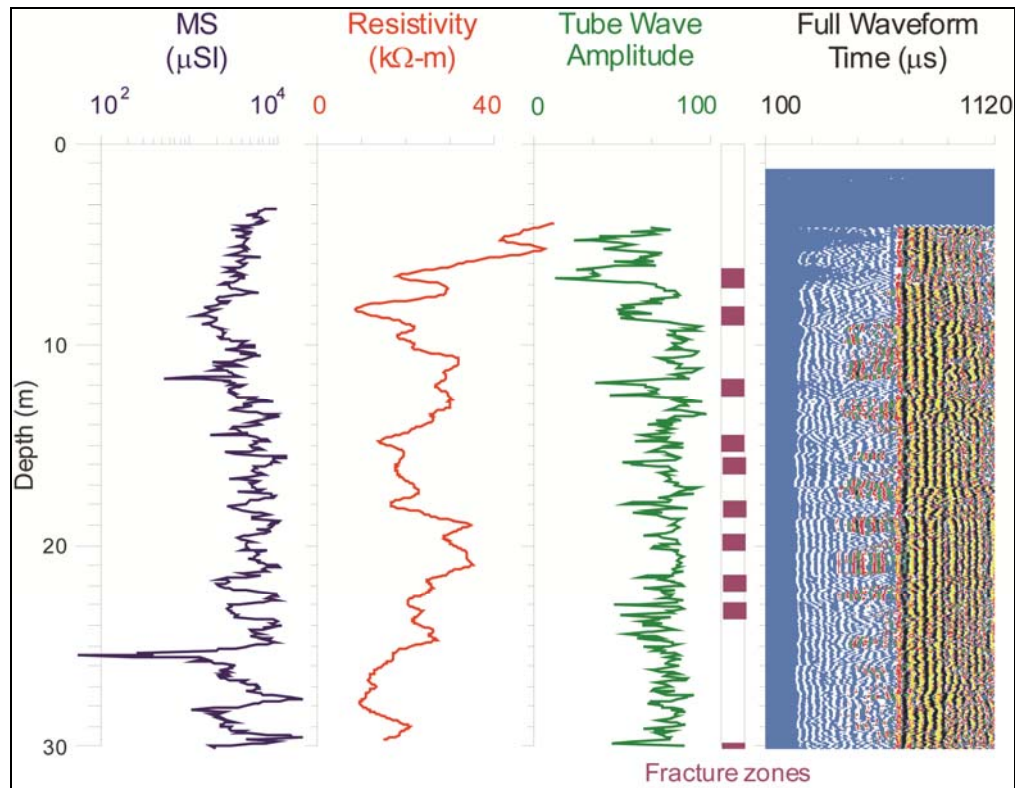 MS
(μSI)
Resistivity
(kΩ-m)
Tube Wave
Amplitude
Full Waveform
Time (μs)
10² 10⁴
0 40
0 100
100 1120
0
10
20
30
Depth (m)
Fracture zones